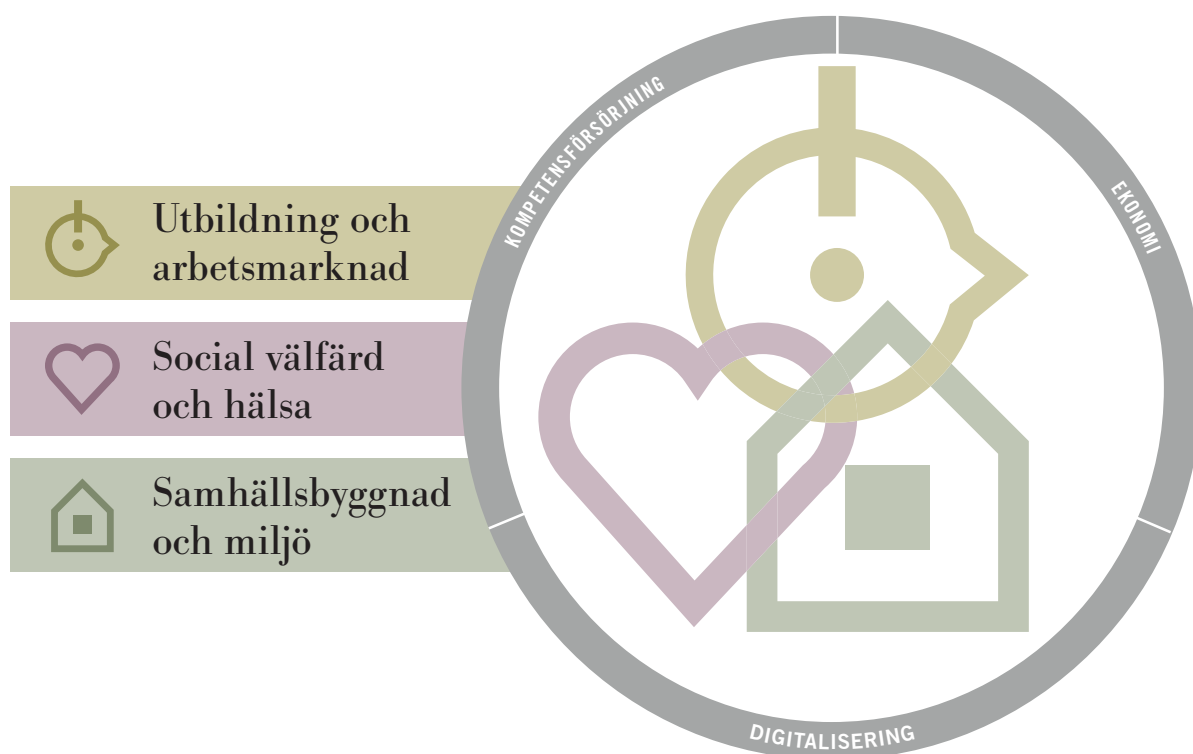 KOMPETENSFÖRSÖRJNING
EKONOMI
Utbildning och
arbetsmarknad
Social välfärd
och hälsa
Samhällsbyggnad
och miljö
DIGITALISERING